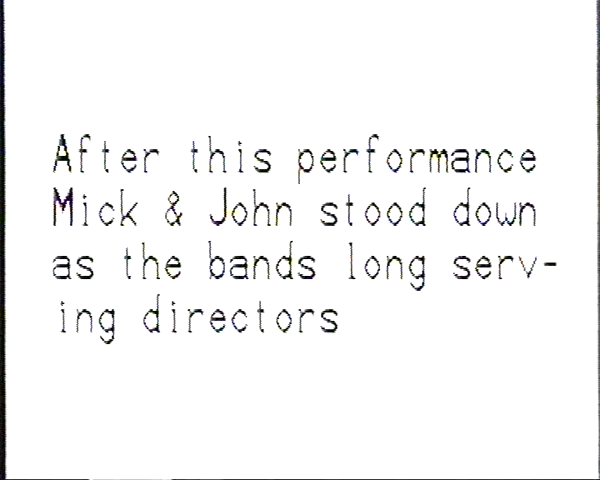 After this performance
Mick & John stood down
as the bands long serv-
ing directors